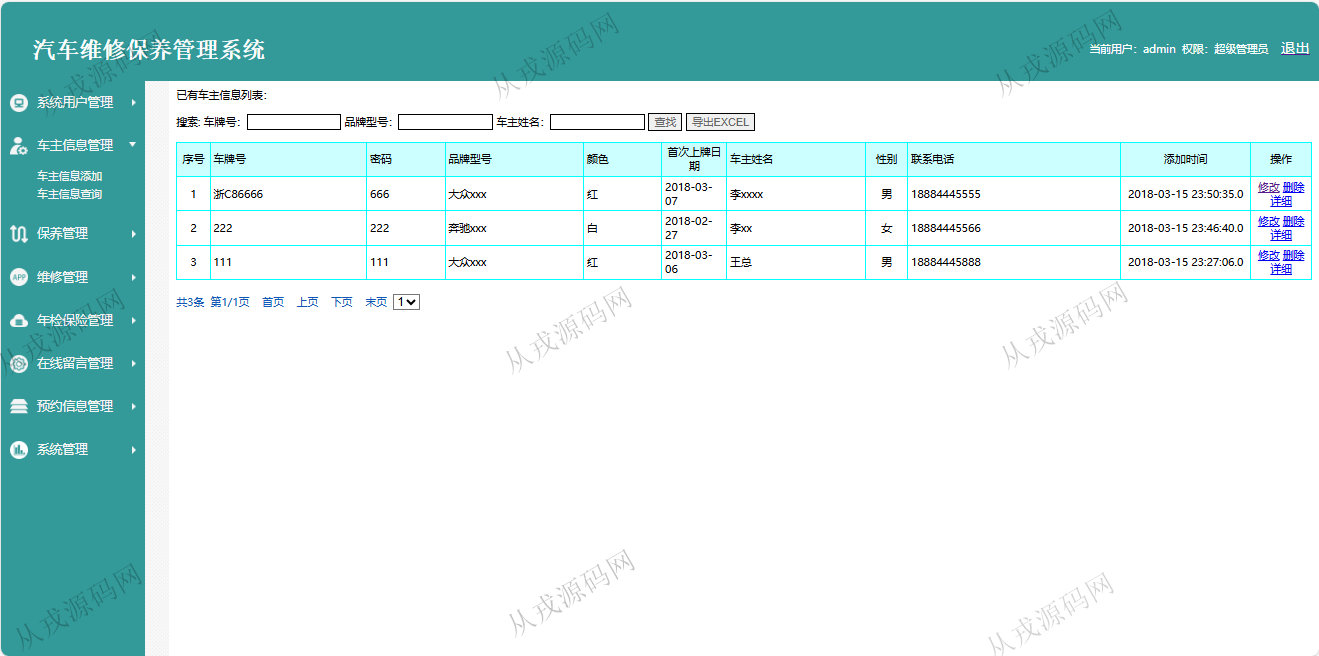 汽车维修保养管理系统
当前用户：admin 权限：超级管理员 退出
系统用户管理
车主信息管理
车主信息添加
车主信息查询
保养管理
APP 维修管理
年检保险管理
在线留言管理
预约信息管理
系统管理
已有车主信息列表：
搜索: 车牌号： 品牌型号： 车主姓名： 查找 导出EXCEL
序号 车牌号 密码 品牌型号 颜色 首次上牌日期 车主姓名 性别 联系电话 添加时间 操作
1 浙C86666 666 大众xxx 红 2018-03-07 李xxxx 男 18884445555 2018-03-15 23:50:35.0 修改 删除 详细
2 222 222 奔驰xxx 白 2018-02-27 李xx 女 18884445566 2018-03-15 23:46:40.0 修改 删除 详细
3 111 111 大众xxx 红 2018-03-06 王总 男 18884445888 2018-03-15 23:27:06.0 修改 删除 详细
共3条 第1/1页 首页 上页 下页 末页 1
从戎源码网
从戎源码网
从戎源码网
从戎源码网
从戎源码网
从戎源码网
从戎源码网
从戎源码网
从戎源码网